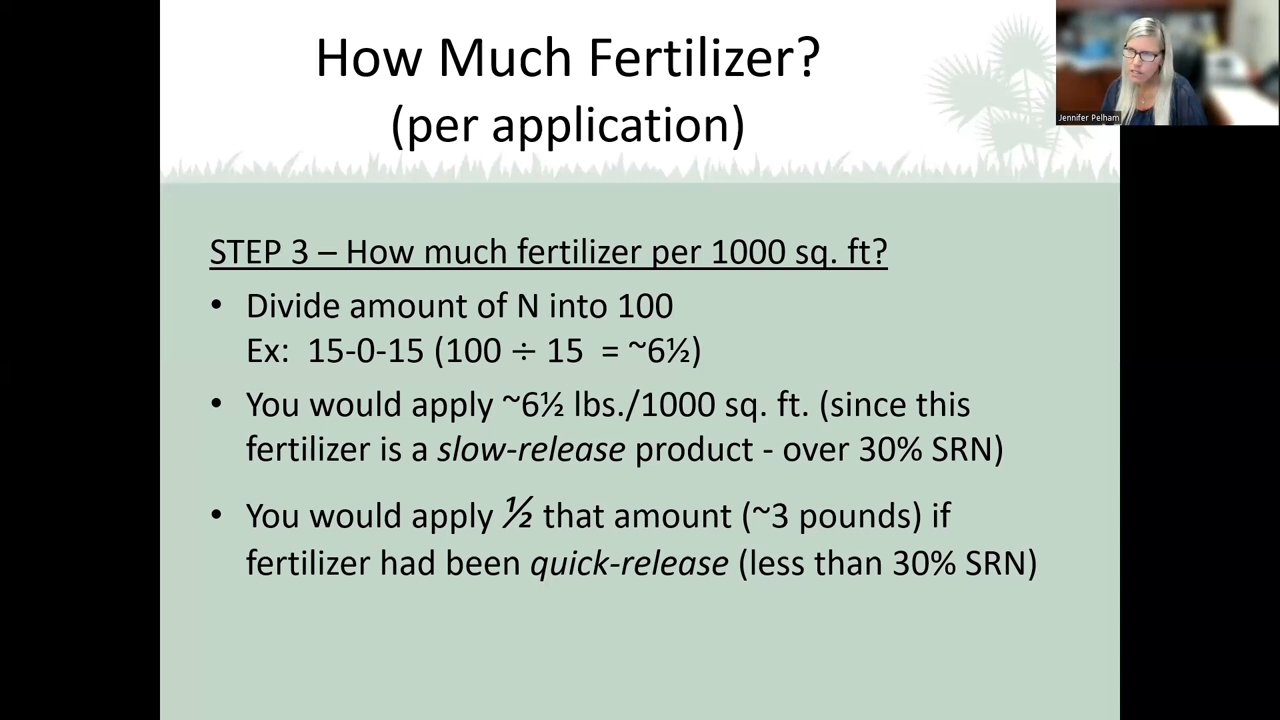 How Much Fertilizer?
(per application)
Jennifer Pelham
STEP 3 – How much fertilizer per 1000 sq. ft?
• Divide amount of N into 100
Ex: 15-0-15 (100 ÷ 15 = ~6½)
• You would apply ~6½ lbs./1000 sq. ft. (since this
fertilizer is a slow-release product - over 30% SRN)
• You would apply ½ that amount (~3 pounds) if
fertilizer had been quick-release (less than 30% SRN)